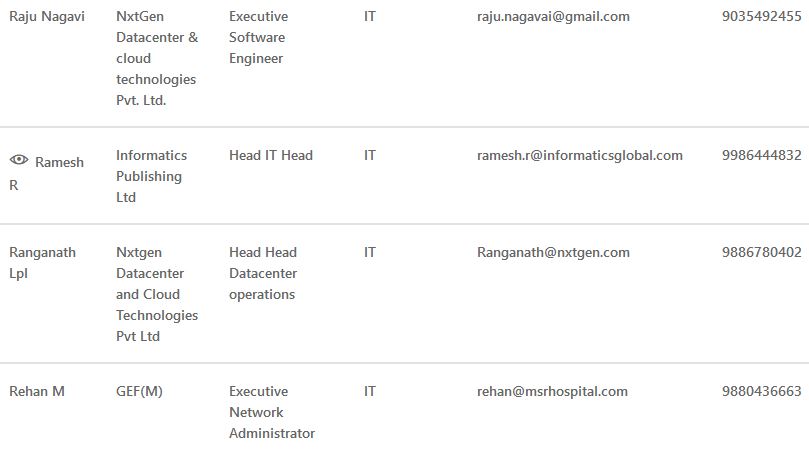 Raju Nagavi NxtGen Executive IT raju.nagavai@gmail.com 9035492455
Datacenter & Software
cloud Engineer
technologies
Pvt. Ltd.
Ramesh Informatics Head IT Head IT ramesh.r@informaticsglobal.com 9986444832
R Publishing
Ltd
Ranganath Nxtgen Head Head IT Ranganath@nxtgen.com 9886780402
Lpl Datacenter Datacenter
and Cloud operations
Technologies
Pvt Ltd
Rehan M GEF(M) Executive IT rehan@msrhospital.com 9880436663
Network
Administrator